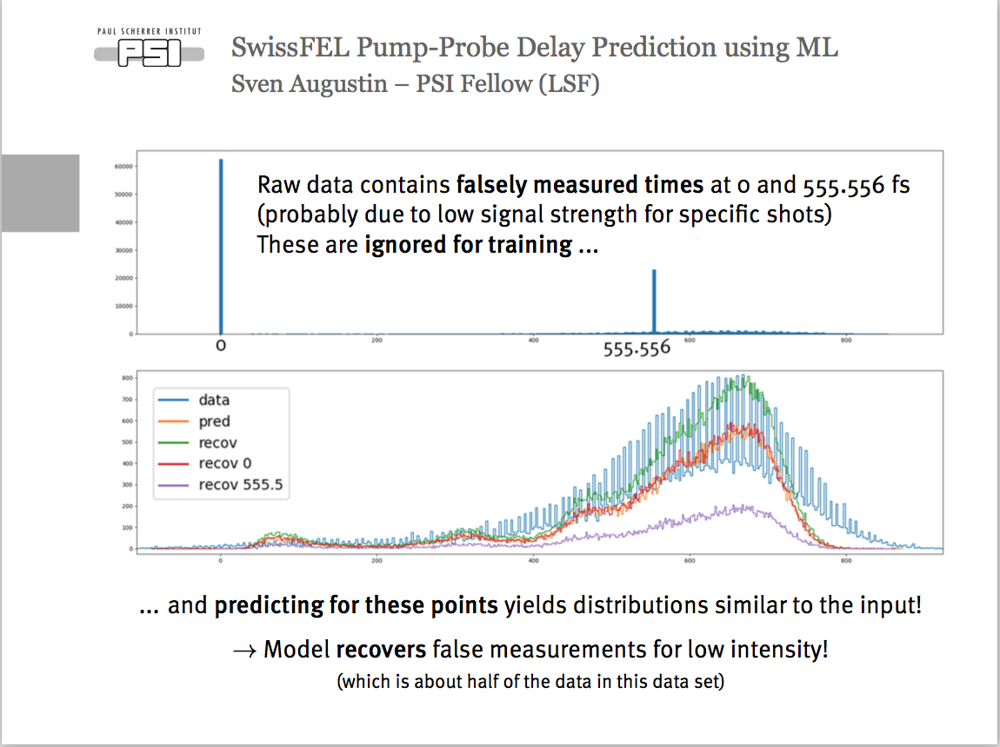 PAUL SCHERRER INSTITUT
PSI
SwissFEL Pump-Probe Delay Prediction using ML
Sven Augustin – PSI Fellow (LSF)
60000
50000
40000
30000
20000
10000
0
Raw data contains falsely measured times at 0 and 555.556 fs
(probably due to low signal strength for specific shots)
These are ignored for training ...
0
200
400
555.556
600
800
800
700
600
500
400
300
200
100
0
data
pred
recov
recov 0
recov 555.5
0
200
400
600
800
... and predicting for these points yields distributions similar to the input!
→ Model recovers false measurements for low intensity!
(which is about half of the data in this data set)